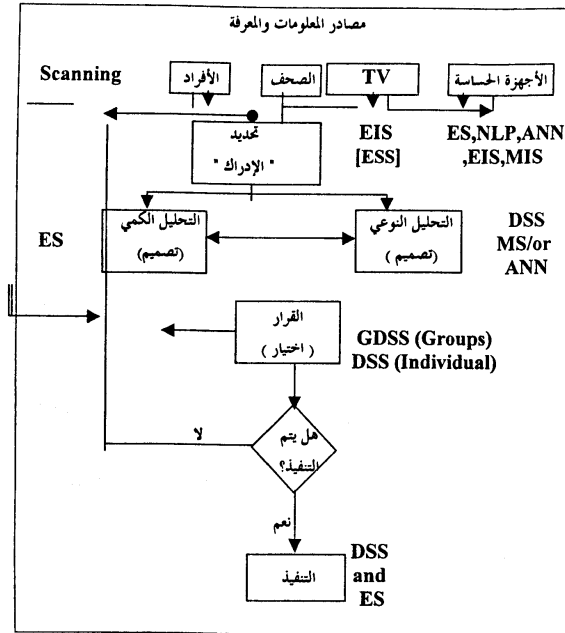 مصادر المعلومات والمعرفة
Scanning
الأفراد
الصحف
TV
الأجهزة الحساسة
تحديد
" الإدراك "
EIS
[ESS]
ES,NLP,ANN
,EIS,MIS
ES
التحليل الكمي
(تصميم)
التحليل النوعي
(تصميم )
DSS
MS/or
ANN
القرار
( اختيار )
GDSS (Groups)
DSS (Individual)
لا
هل يتم
التنفيذ؟
نعم
التنفيذ
DSS
and
ES